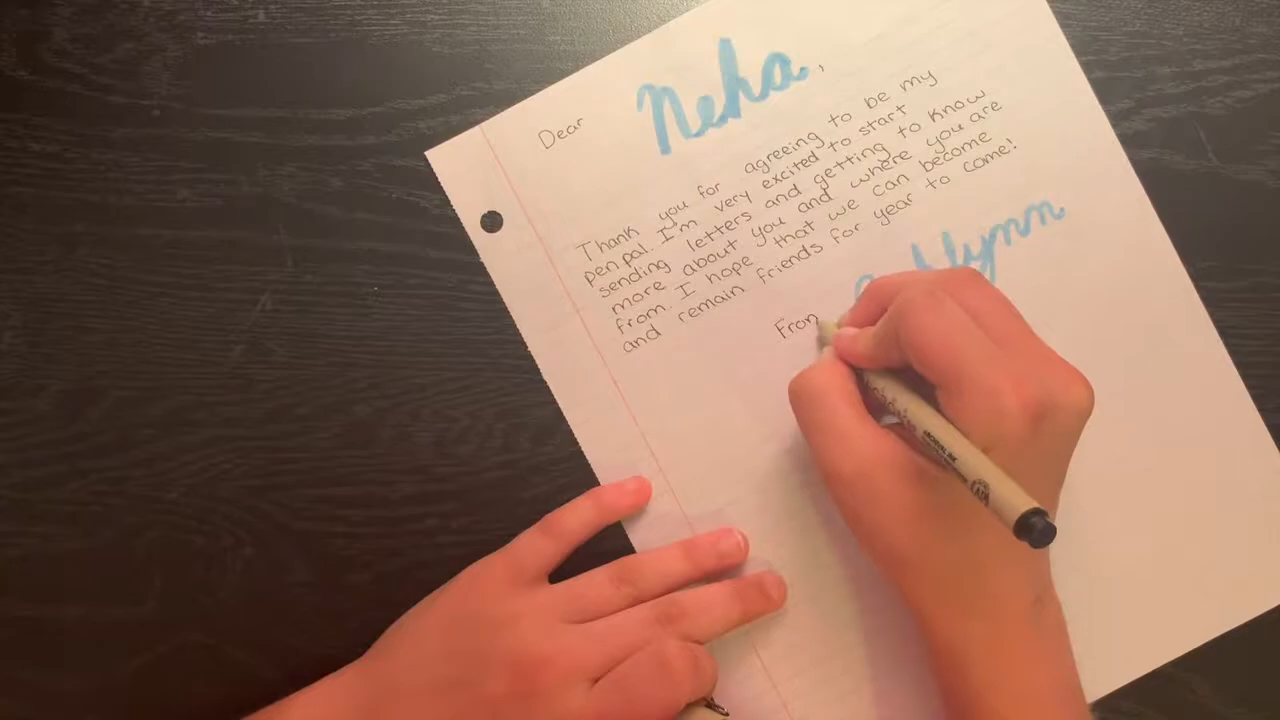 Dear Neha,
Thank you for agreeing to be my
pen pal. I'm very excited to start
sending letters and getting to know
more about you and where you are
from. I hope that we can become
and remain friends for year to come!
From